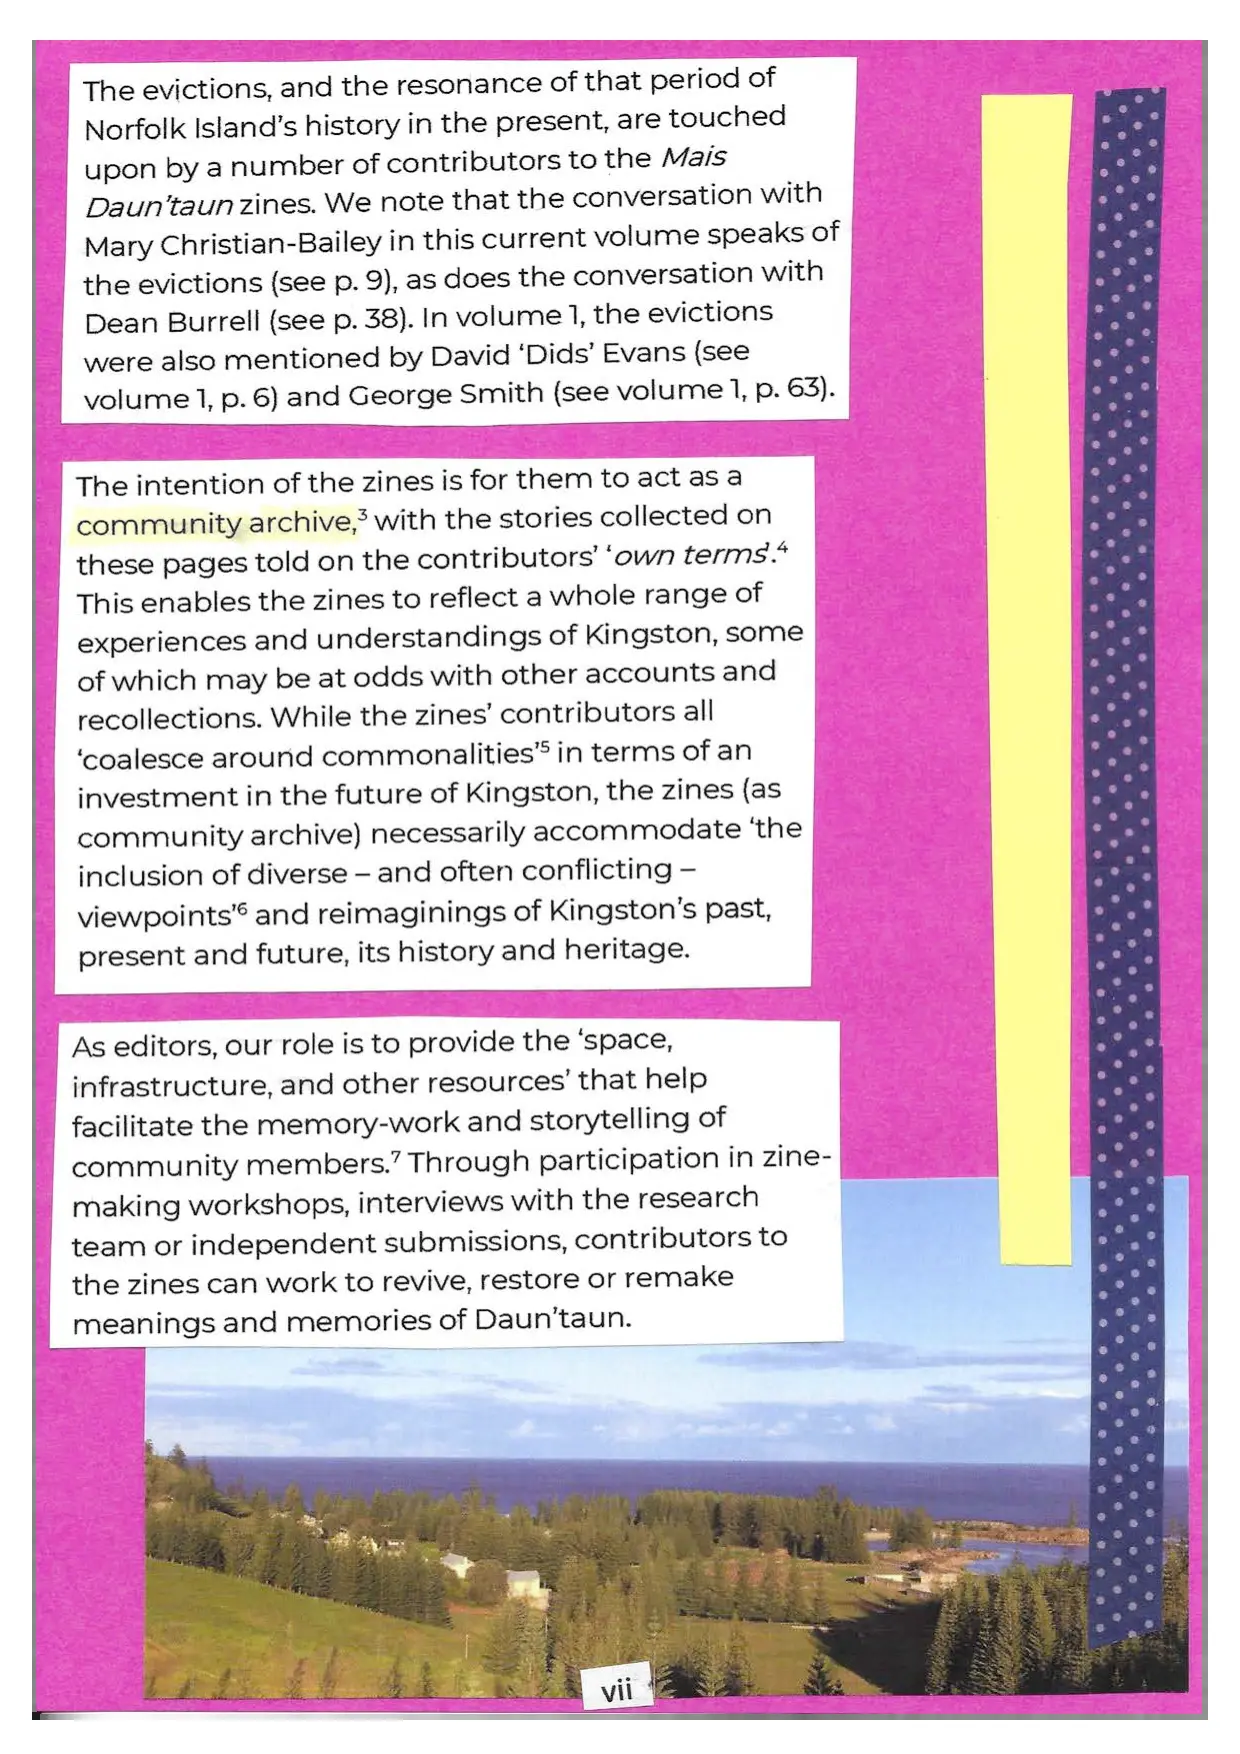 The evictions, and the resonance of that period of
Norfolk Island's history in the present, are touched
upon by a number of contributors to the Mais
Daun'taun zines. We note that the conversation with
Mary Christian-Bailey in this current volume speaks of
the evictions (see p. 9), as does the conversation with
Dean Burrell (see p. 38). In volume 1, the evictions
were also mentioned by David ‘Dids’ Evans (see
volume 1, p. 6) and George Smith (see volume 1, p. 63).
The intention of the zines is for them to act as a
community archive,³ with the stories collected on
these pages told on the contributors’ ‘own terms’.⁴
This enables the zines to reflect a whole range of
experiences and understandings of Kingston, some
of which may be at odds with other accounts and
recollections. While the zines’ contributors all
‘coalesce around commonalities’⁵ in terms of an
investment in the future of Kingston, the zines (as
community archive) necessarily accommodate ‘the
inclusion of diverse – and often conflicting –
viewpoints’⁶ and reimaginings of Kingston’s past,
present and future, its history and heritage.
As editors, our role is to provide the ‘space,
infrastructure, and other resources’ that help
facilitate the memory-work and storytelling of
community members.⁷ Through participation in zine-
making workshops, interviews with the research
team or independent submissions, contributors to
the zines can work to revive, restore or remake
meanings and memories of Daun’taun.
vii